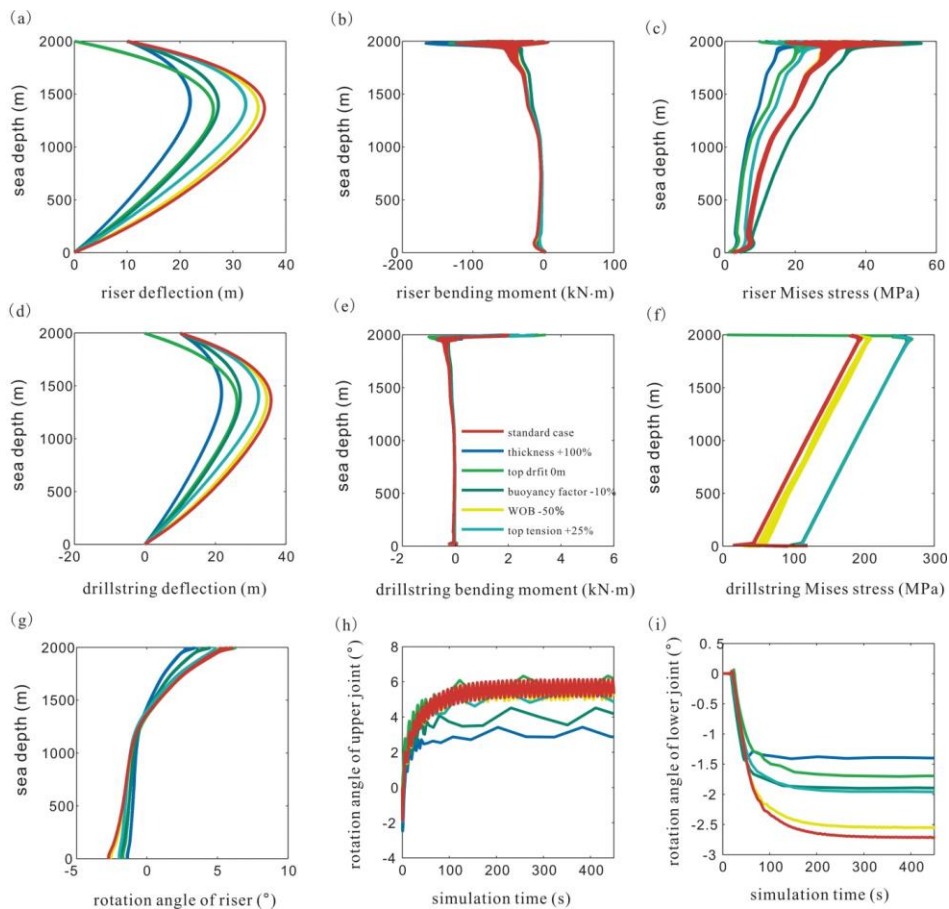 (a)
(b)
(c)
2000
1500
1000
500
0
sea depth (m)
0 10 20 30 40
riser deflection (m)
2000
1500
1000
500
0
sea depth (m)
-200 -100 0 100
riser bending moment (kN·m)
2000
1500
1000
500
0
sea depth (m)
0 20 40 60
riser Mises stress (MPa)
(d)
(e)
(f)
2000
1500
1000
500
0
sea depth (m)
-20 0 20 40
drillstring deflection (m)
2000
1500
1000
500
0
sea depth (m)
standard case
thickness +100%
top drfit 0m
buoyancy factor -10%
WOB -50%
top tension +25%
-2 0 2 4 6
drillstring bending moment (kN·m)
2000
1500
1000
500
0
sea depth (m)
0 100 200 300
drillstring Mises stress (MPa)
(g)
(h)
(i)
2000
1500
1000
500
0
sea depth (m)
-5 0 5 10
rotation angle of riser (°)
8
6
4
2
0
-2
-4
rotation angle of upper joint (°)
0 100 200 300 400
simulation time (s)
0.5
0
-0.5
-1
-1.5
-2
-2.5
-3
rotation angle of lower joint (°)
0 100 200 300 400
simulation time (s)